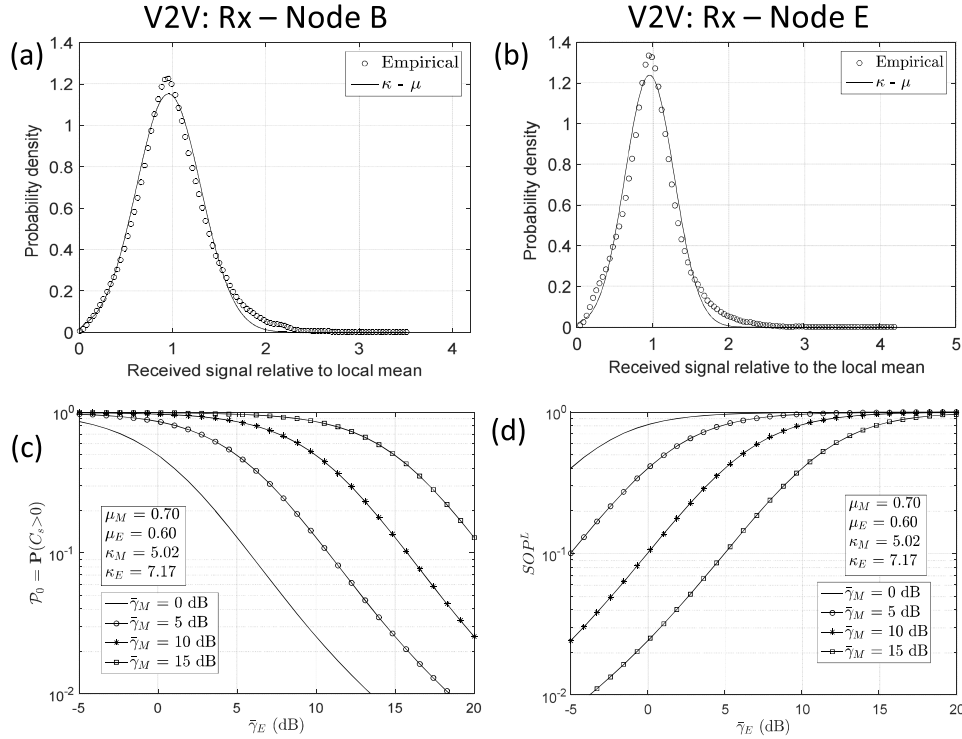 V2V: Rx – Node B
V2V: Rx – Node E
(a)
1.4
1.2
1
0.8
0.6
0.4
0.2
0
Probability density
Empirical
κ - μ
0 1 2 3 4
Received signal relative to local mean
(b)
1.4
1.2
1
0.8
0.6
0.4
0.2
0
Probability density
Empirical
κ - μ
0 1 2 3 4 5
Received signal relative to the local mean
(c)
10⁰
10⁻¹
10⁻²
𝒫₀ = P(Cₛ>0)
μ_M = 0.70
μ_E = 0.60
κ_M = 5.02
κ_E = 7.17
γ̄_M = 0 dB
γ̄_M = 5 dB
γ̄_M = 10 dB
γ̄_M = 15 dB
-5 0 5 10 15 20
γ̄_E (dB)
(d)
10⁰
10⁻¹
10⁻²
SOP^L
μ_M = 0.70
μ_E = 0.60
κ_M = 5.02
κ_E = 7.17
γ̄_M = 0 dB
γ̄_M = 5 dB
γ̄_M = 10 dB
γ̄_M = 15 dB
-5 0 5 10 15 20
γ̄_E (dB)